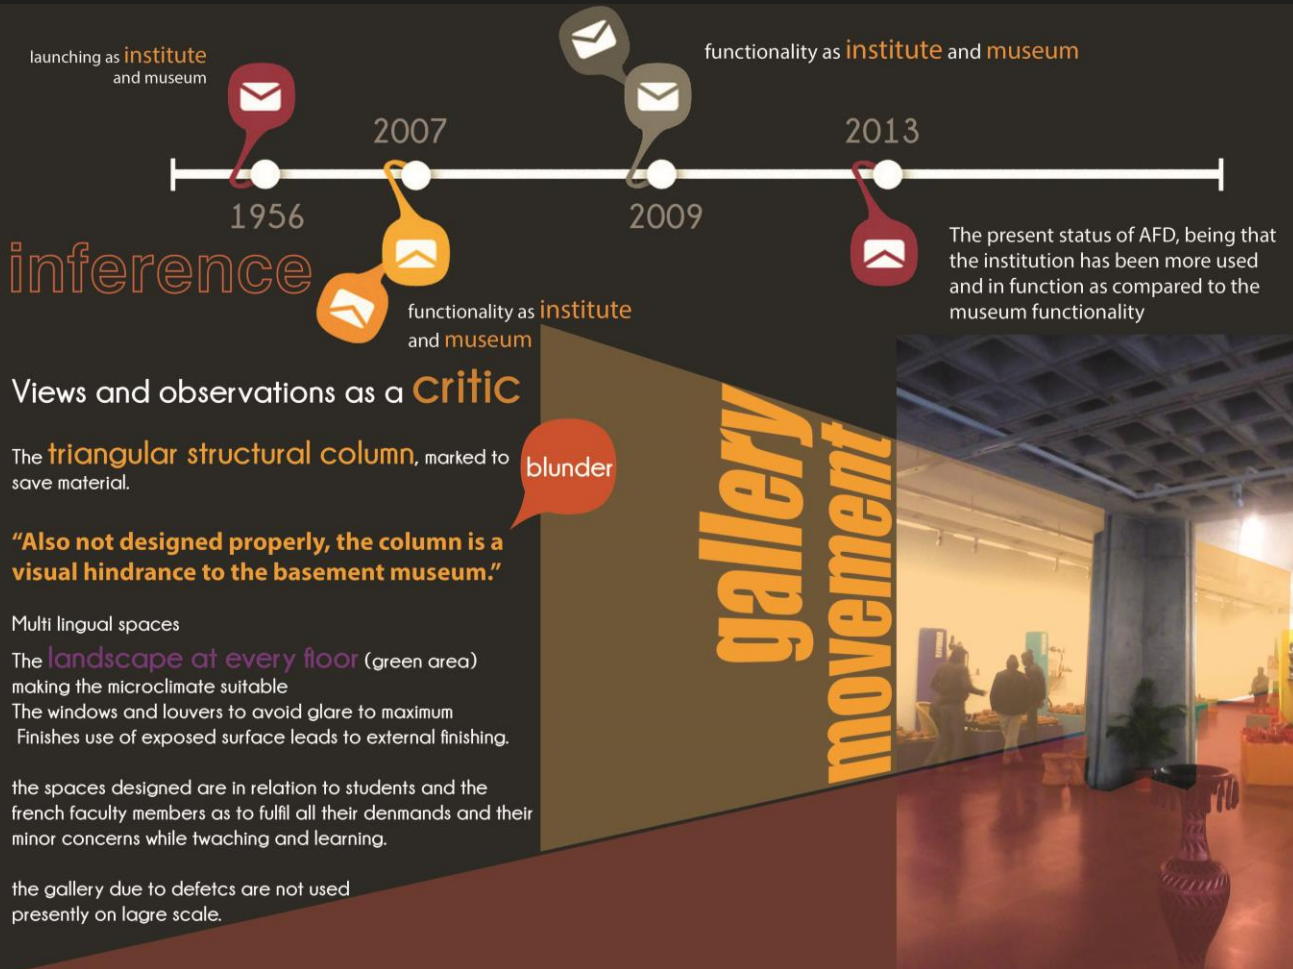 launching as institute
and museum
functionality as institute and museum
2007
2013
1956
2009
inference
The present status of AFD, being that
the institution has been more used
and in function as compared to the
museum functionality
functionality as institute
and museum
Views and observations as a critic
The triangular structural column, marked to
save material.
blunder
“Also not designed properly, the column is a
visual hindrance to the basement museum.”
Multi lingual spaces
The landscape at every floor (green area)
making the microclimate suitable
The windows and louvers to avoid glare to maximum
Finishes use of exposed surface leads to external finishing.
the spaces designed are in relation to students and the
french faculty members as to fulfil all their denmands and their
minor concerns while twaching and learning.
the gallery due to defetcs are not used
presently on lagre scale.
gallery
movement